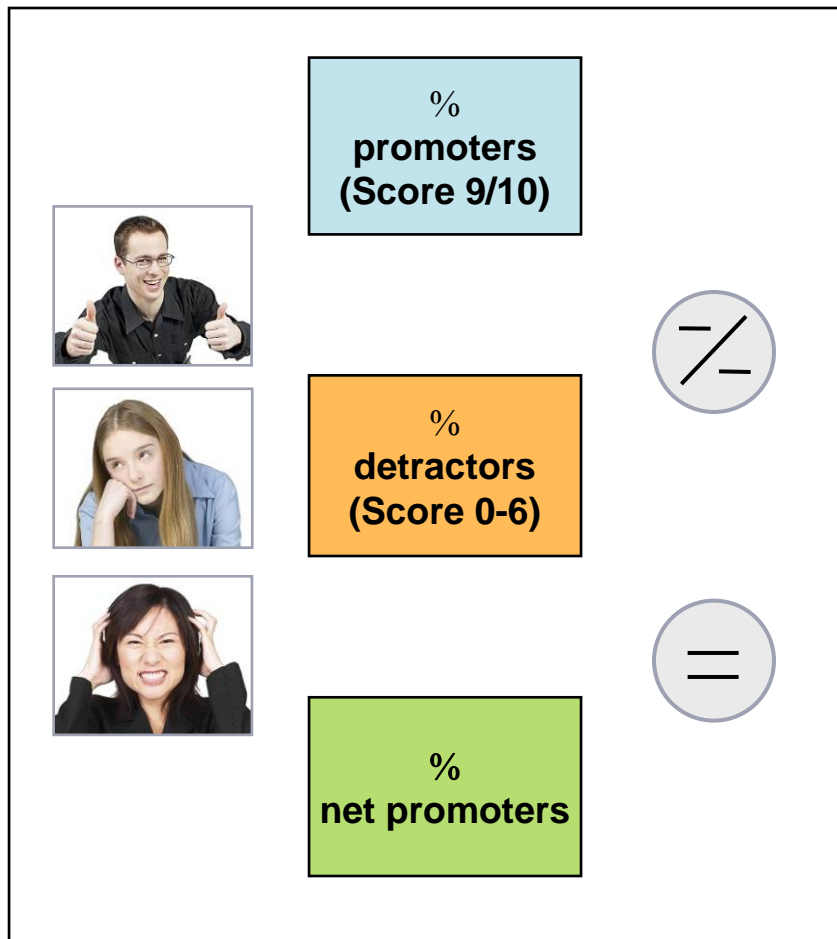 %
promoters
(Score 9/10)
%
detractors
(Score 0-6)
%
net promoters